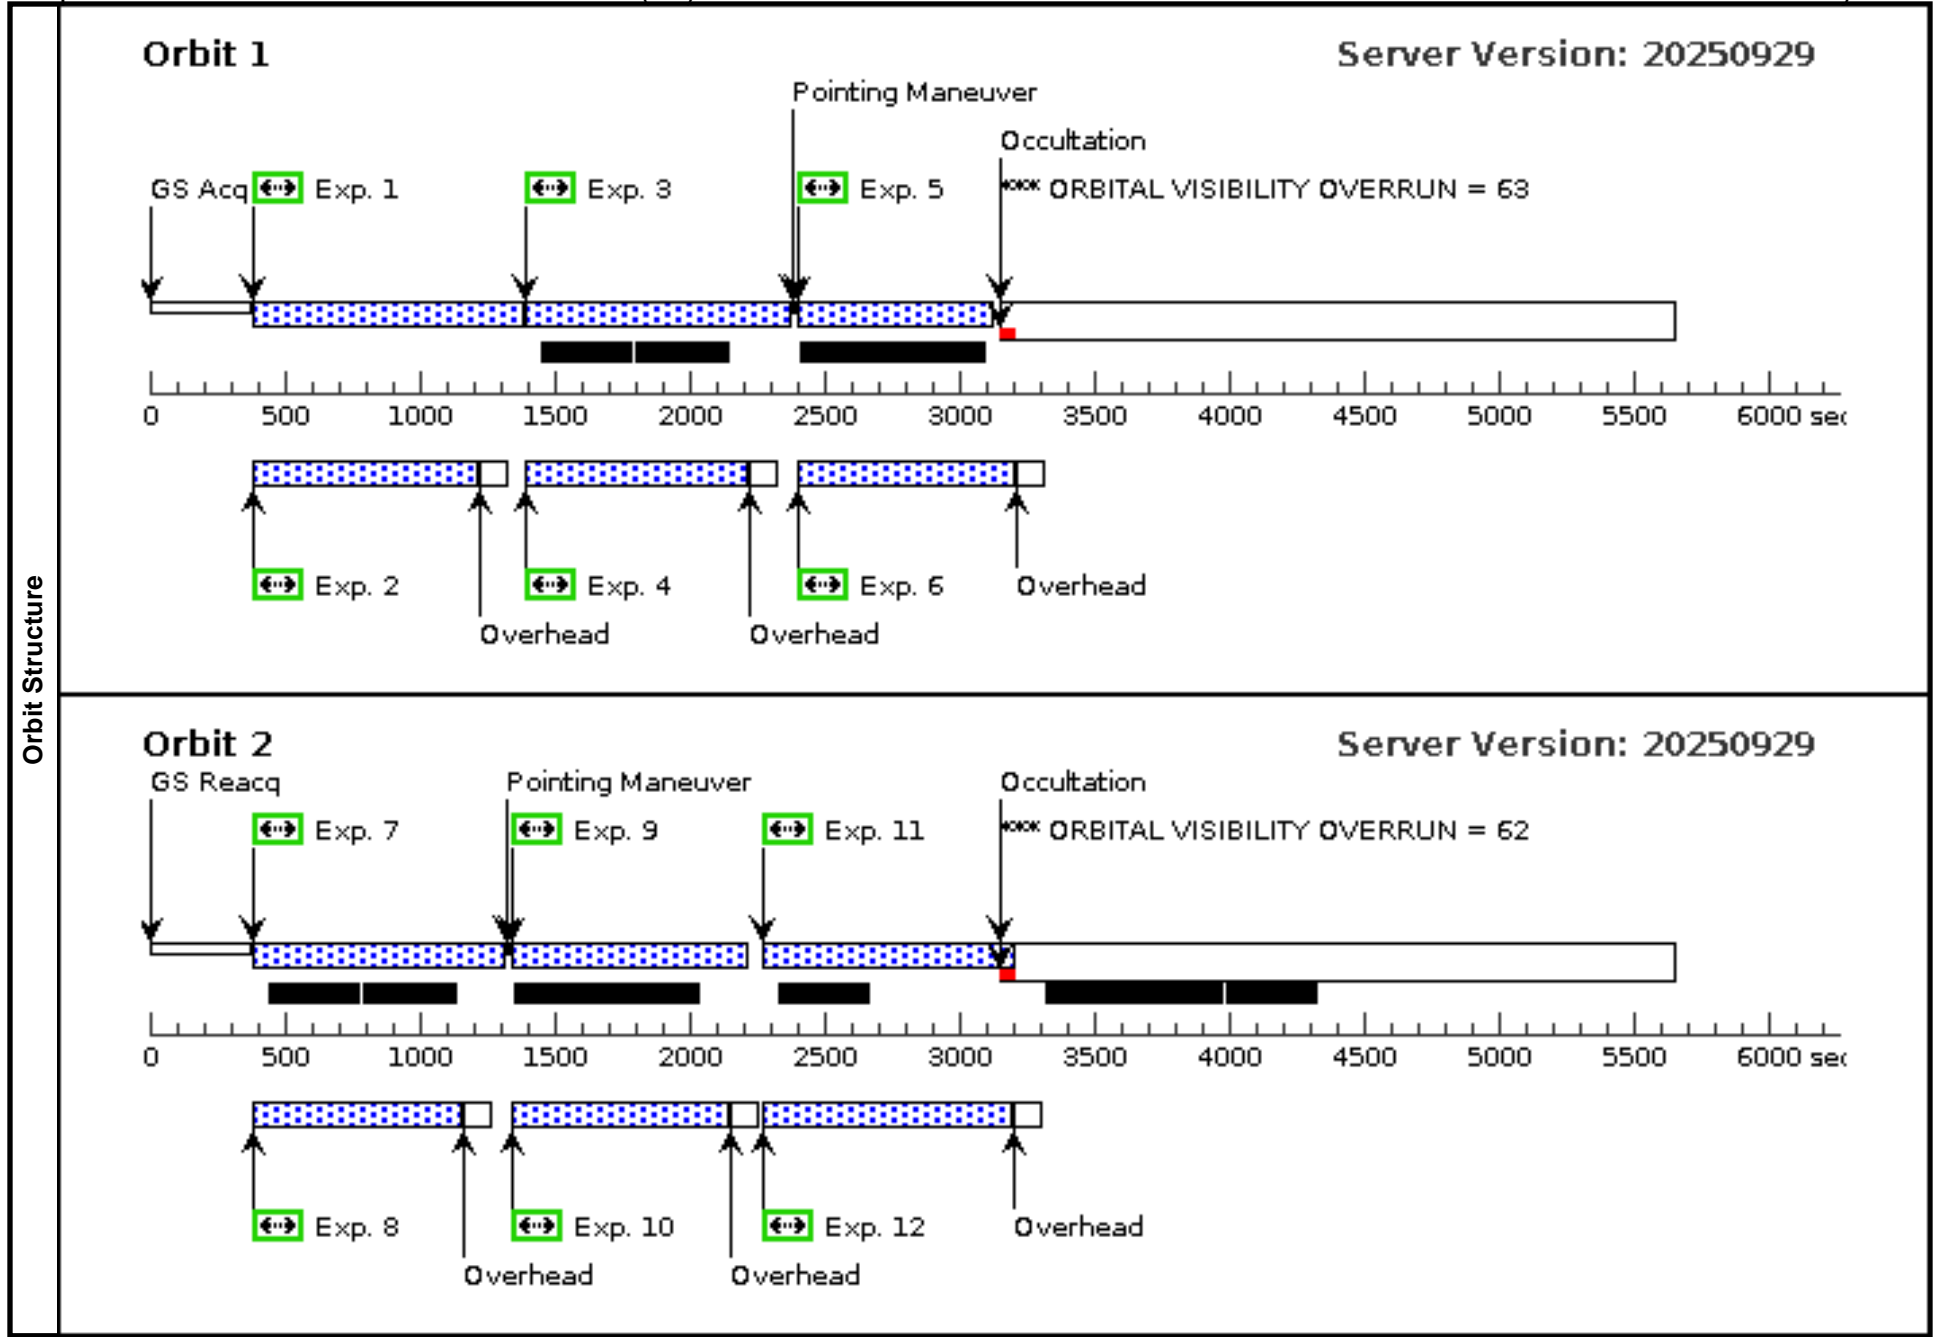 Orbit Structure
Orbit 1
Server Version: 20250929
Pointing Maneuver
Occultation
GS Acq
Exp. 1
Exp. 3
Exp. 5
*** ORBITAL VISIBILITY OVERRUN = 63
0 500 1000 1500 2000 2500 3000 3500 4000 4500 5000 5500 6000 sec
Exp. 2
Exp. 4
Exp. 6
Overhead
Overhead
Overhead
Orbit 2
Server Version: 20250929
GS Reacq
Pointing Maneuver
Occultation
Exp. 7
Exp. 9
Exp. 11
*** ORBITAL VISIBILITY OVERRUN = 62
0 500 1000 1500 2000 2500 3000 3500 4000 4500 5000 5500 6000 sec
Exp. 8
Exp. 10
Exp. 12
Overhead
Overhead
Overhead